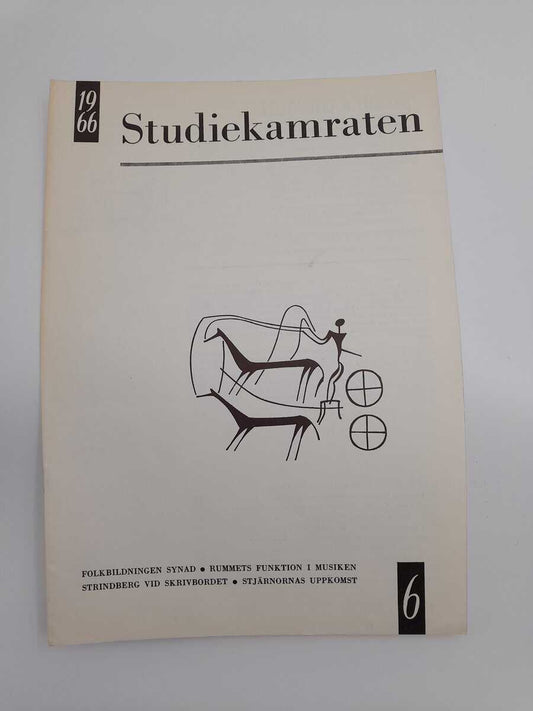 19
66
Studiekamraten
FOLKBILDNINGEN SYNAD • RUMMETS FUNKTION I MUSIKEN
STRINDBERG VID SKRIVBORDET • STJÄRNORNAS UPPKOMST
6